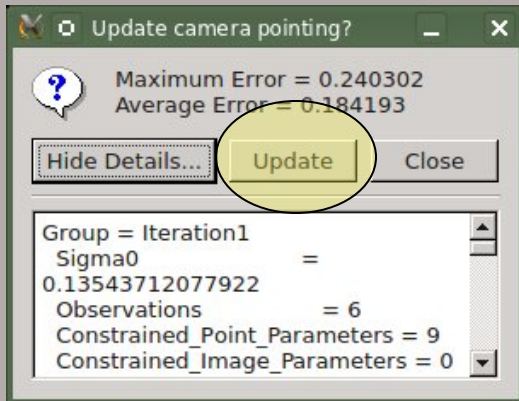 Update camera pointing?
Maximum Error = 0.240302
Average Error = 0.184193
Hide Details... Update Close
Group = Iteration1
Sigma0 =
0.13543712077922
Observations = 6
Constrained_Point_Parameters = 9
Constrained_Image_Parameters = 0